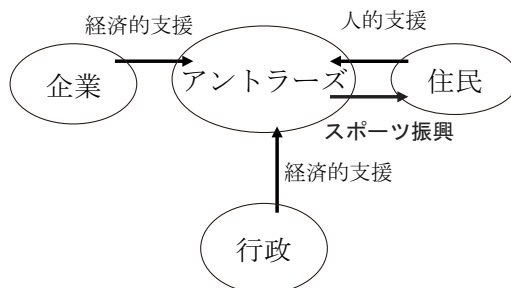 経済的支援
人的支援
企業
アントラーズ
住民
スポーツ振興
経済的支援
行政